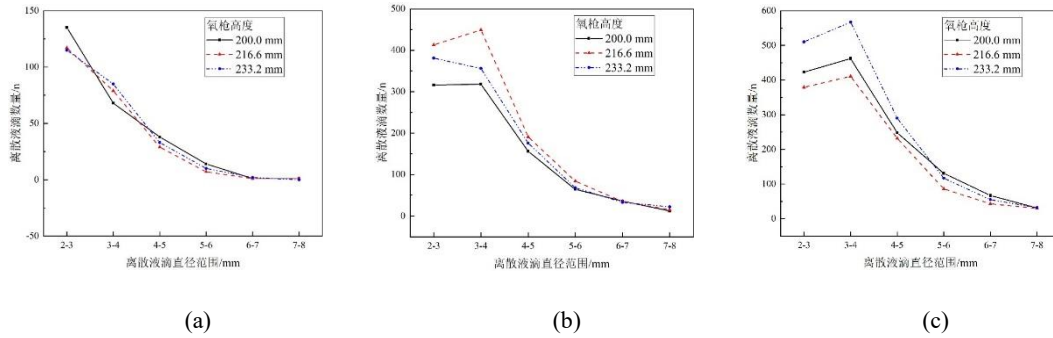 150
100
50
0
-50
离散液滴数量/n
氧枪高度
200.0 mm
216.6 mm
233.2 mm
2-3 3-4 4-5 5-6 6-7 7-8
离散液滴直径范围/mm
(a)
500
400
300
200
100
0
离散液滴数量/n
氧枪高度
200.0 mm
216.6 mm
233.2 mm
2-3 3-4 4-5 5-6 6-7 7-8
离散液滴直径范围/mm
(b)
600
500
400
300
200
100
0
离散液滴数量/n
氧枪高度
200.0 mm
216.6 mm
233.2 mm
2-3 3-4 4-5 5-6 6-7 7-8
离散液滴直径范围/mm
(c)